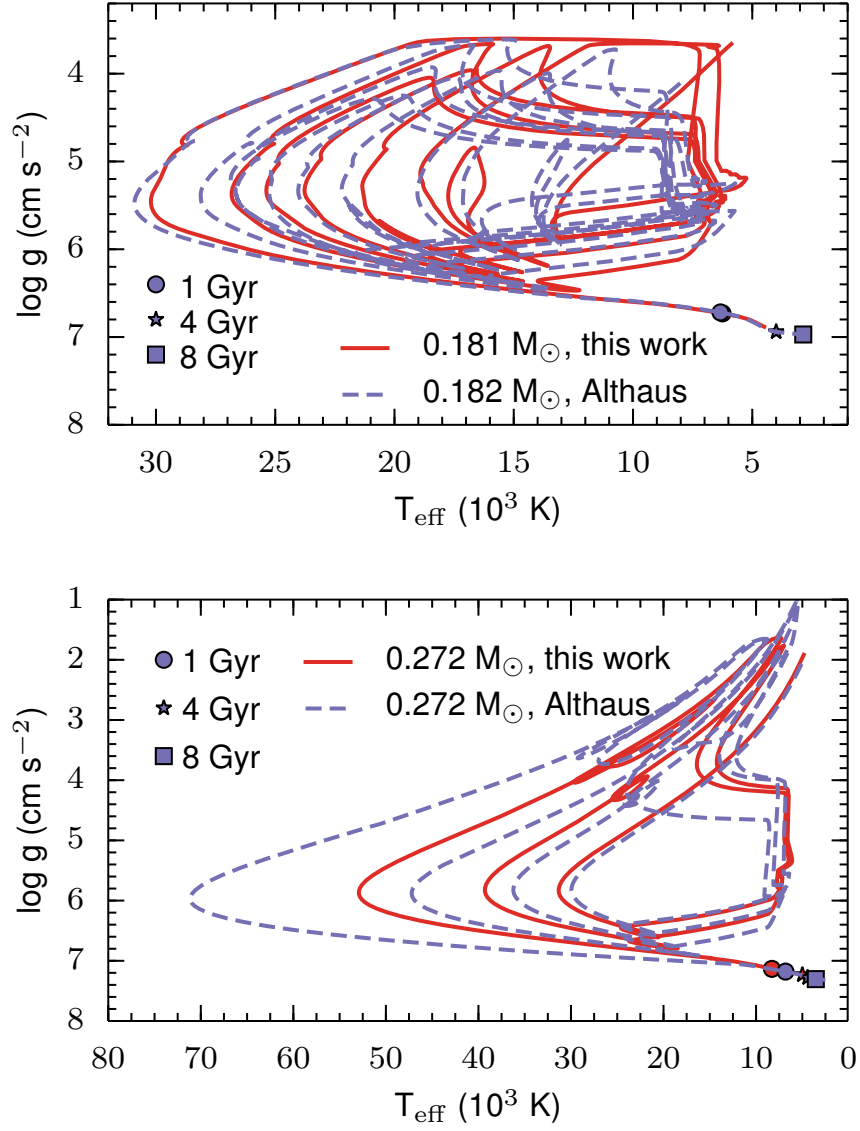 4
5
6
7
8
log g (cm s⁻²)
1 Gyr
4 Gyr
8 Gyr
0.181 M⊙, this work
0.182 M⊙, Althaus
30 25 20 15 10 5
T_eff (10³ K)
1
2
3
4
5
6
7
8
log g (cm s⁻²)
1 Gyr
4 Gyr
8 Gyr
0.272 M⊙, this work
0.272 M⊙, Althaus
80 70 60 50 40 30 20 10 0
T_eff (10³ K)